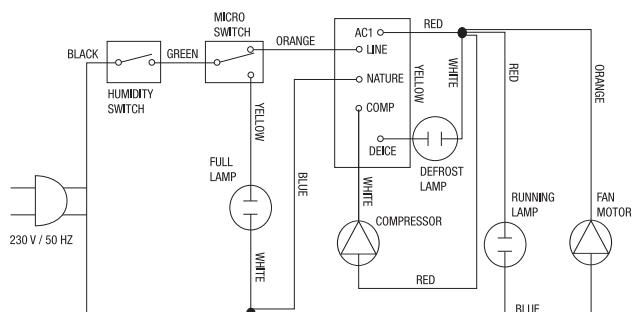 MICRO
SWITCH
ORANGE
RED
AC1
BLACK
GREEN
LINE
NATURE
COMP
DEICE
HUMIDITY
SWITCH
YELLOW
WHITE
RED
ORANGE
YELLOW
FULL
LAMP
BLUE
WHITE
DEFROST
LAMP
COMPRESSOR
RUNNING
LAMP
FAN
MOTOR
230 V / 50 HZ
WHITE
RED
BLUE